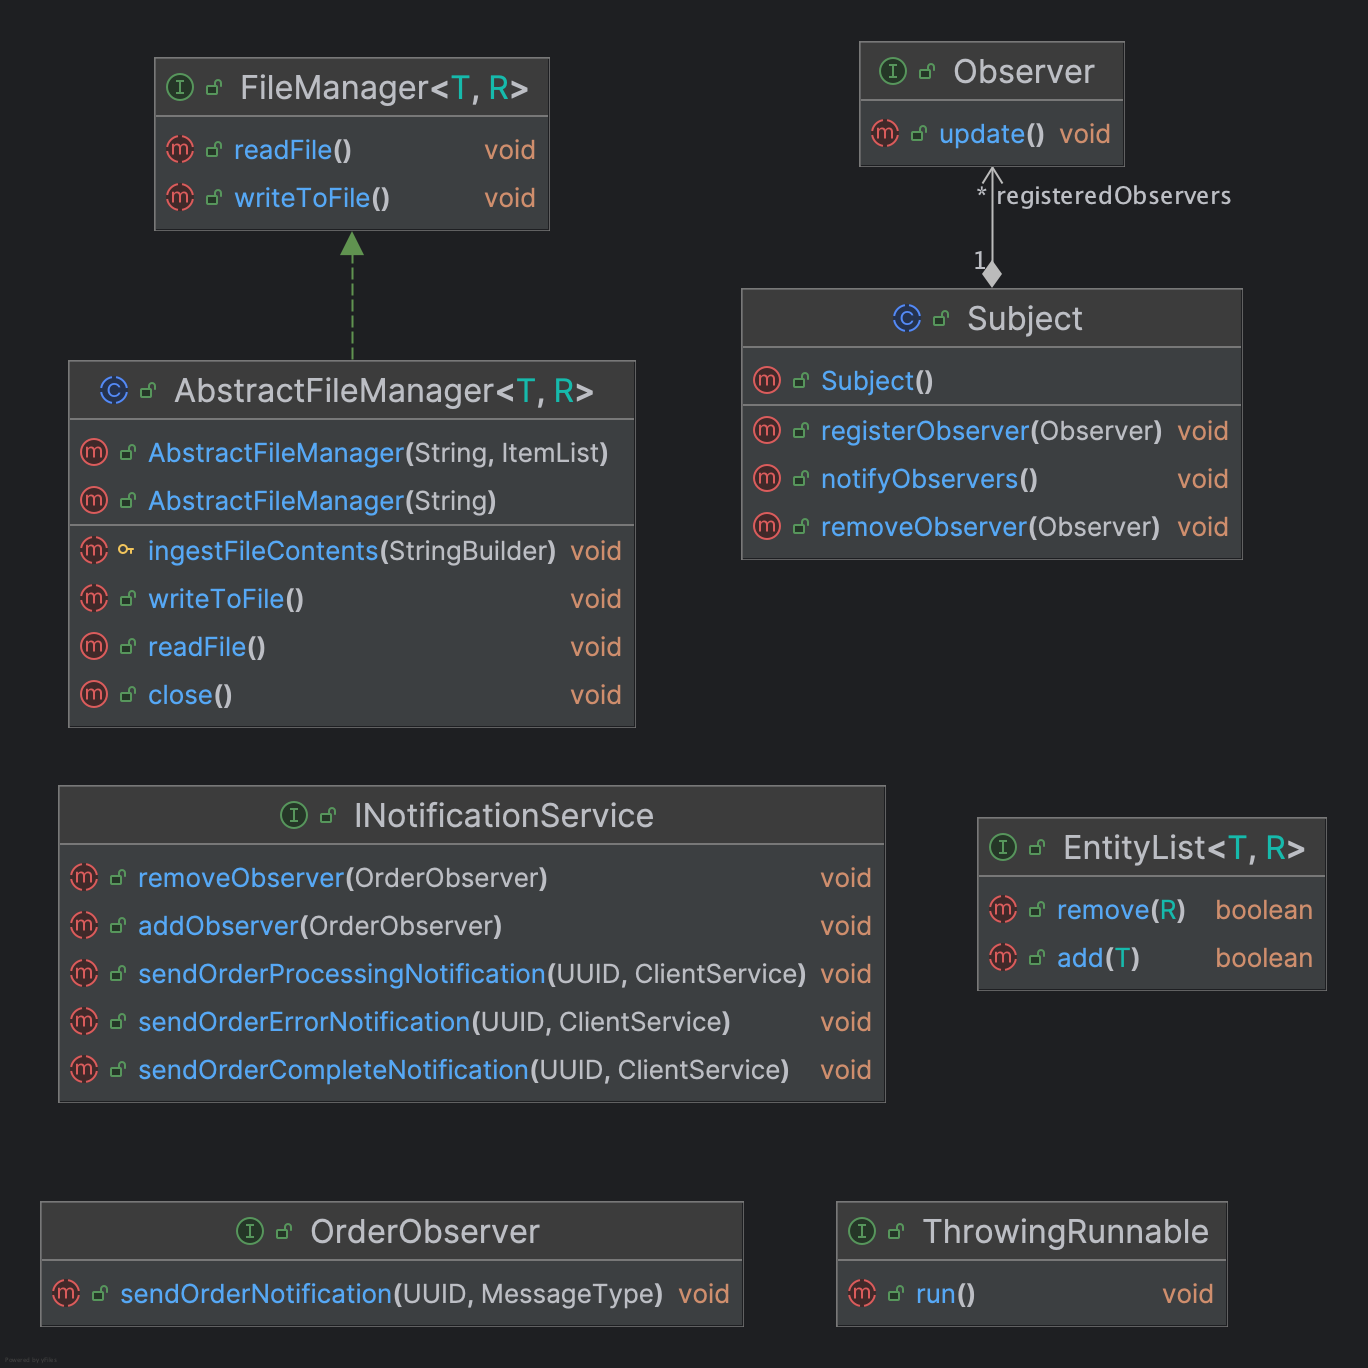 FileManager<T, R>
readFile() void
writeToFile() void
Observer
update() void
* registeredObservers
1
Subject
Subject()
registerObserver(Observer) void
notifyObservers() void
removeObserver(Observer) void
AbstractFileManager<T, R>
AbstractFileManager(String, ItemList)
AbstractFileManager(String)
ingestFileContents(StringBuilder) void
writeToFile() void
readFile() void
close() void
INotificationService
removeObserver(OrderObserver) void
addObserver(OrderObserver) void
sendOrderProcessingNotification(UUID, ClientService) void
sendOrderErrorNotification(UUID, ClientService) void
sendOrderCompleteNotification(UUID, ClientService) void
EntityList<T, R>
remove(R) boolean
add(T) boolean
OrderObserver
sendOrderNotification(UUID, MessageType) void
ThrowingRunnable
run() void
Powered by yFiles